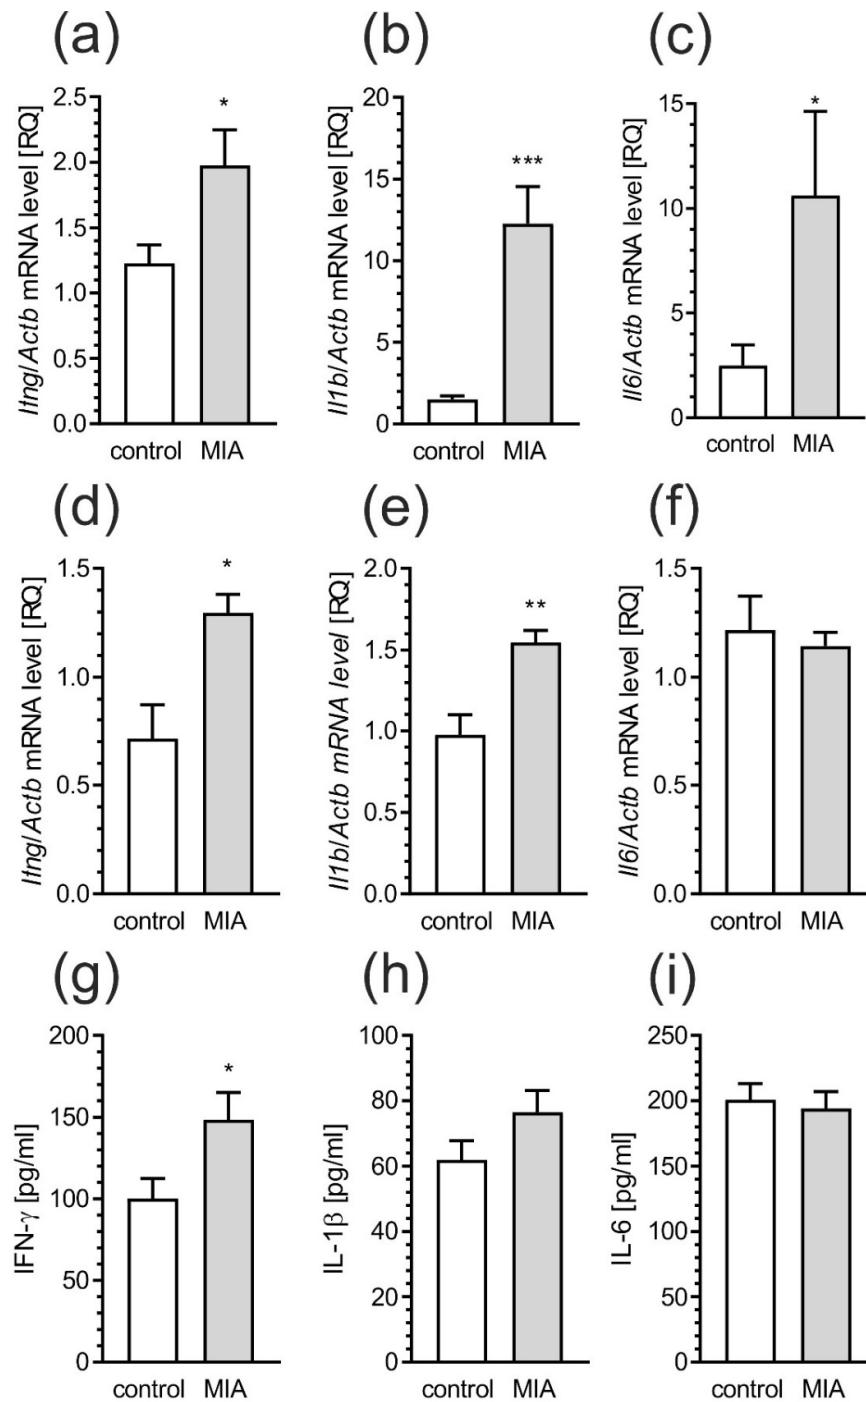 (a)
(b)
(c)
Ifng/Actb mRNA level [RQ]
2.5
2.0
1.5
1.0
0.5
0.0
*
control MIA
Il1b/Actb mRNA level [RQ]
20
15
10
5
0
***
control MIA
Il6/Actb mRNA level [RQ]
15
10
5
0
*
control MIA
(d)
(e)
(f)
Ifng/Actb mRNA level [RQ]
1.5
1.0
0.5
0.0
*
control MIA
Il1b/Actb mRNA level [RQ]
2.0
1.5
1.0
0.5
0.0
**
control MIA
Il6/Actb mRNA level [RQ]
1.5
1.0
0.5
0.0
control MIA
(g)
(h)
(i)
IFN-γ [pg/ml]
200
150
100
50
0
*
control MIA
IL-1β [pg/ml]
100
80
60
40
20
0
control MIA
IL-6 [pg/ml]
250
200
150
100
50
0
control MIA